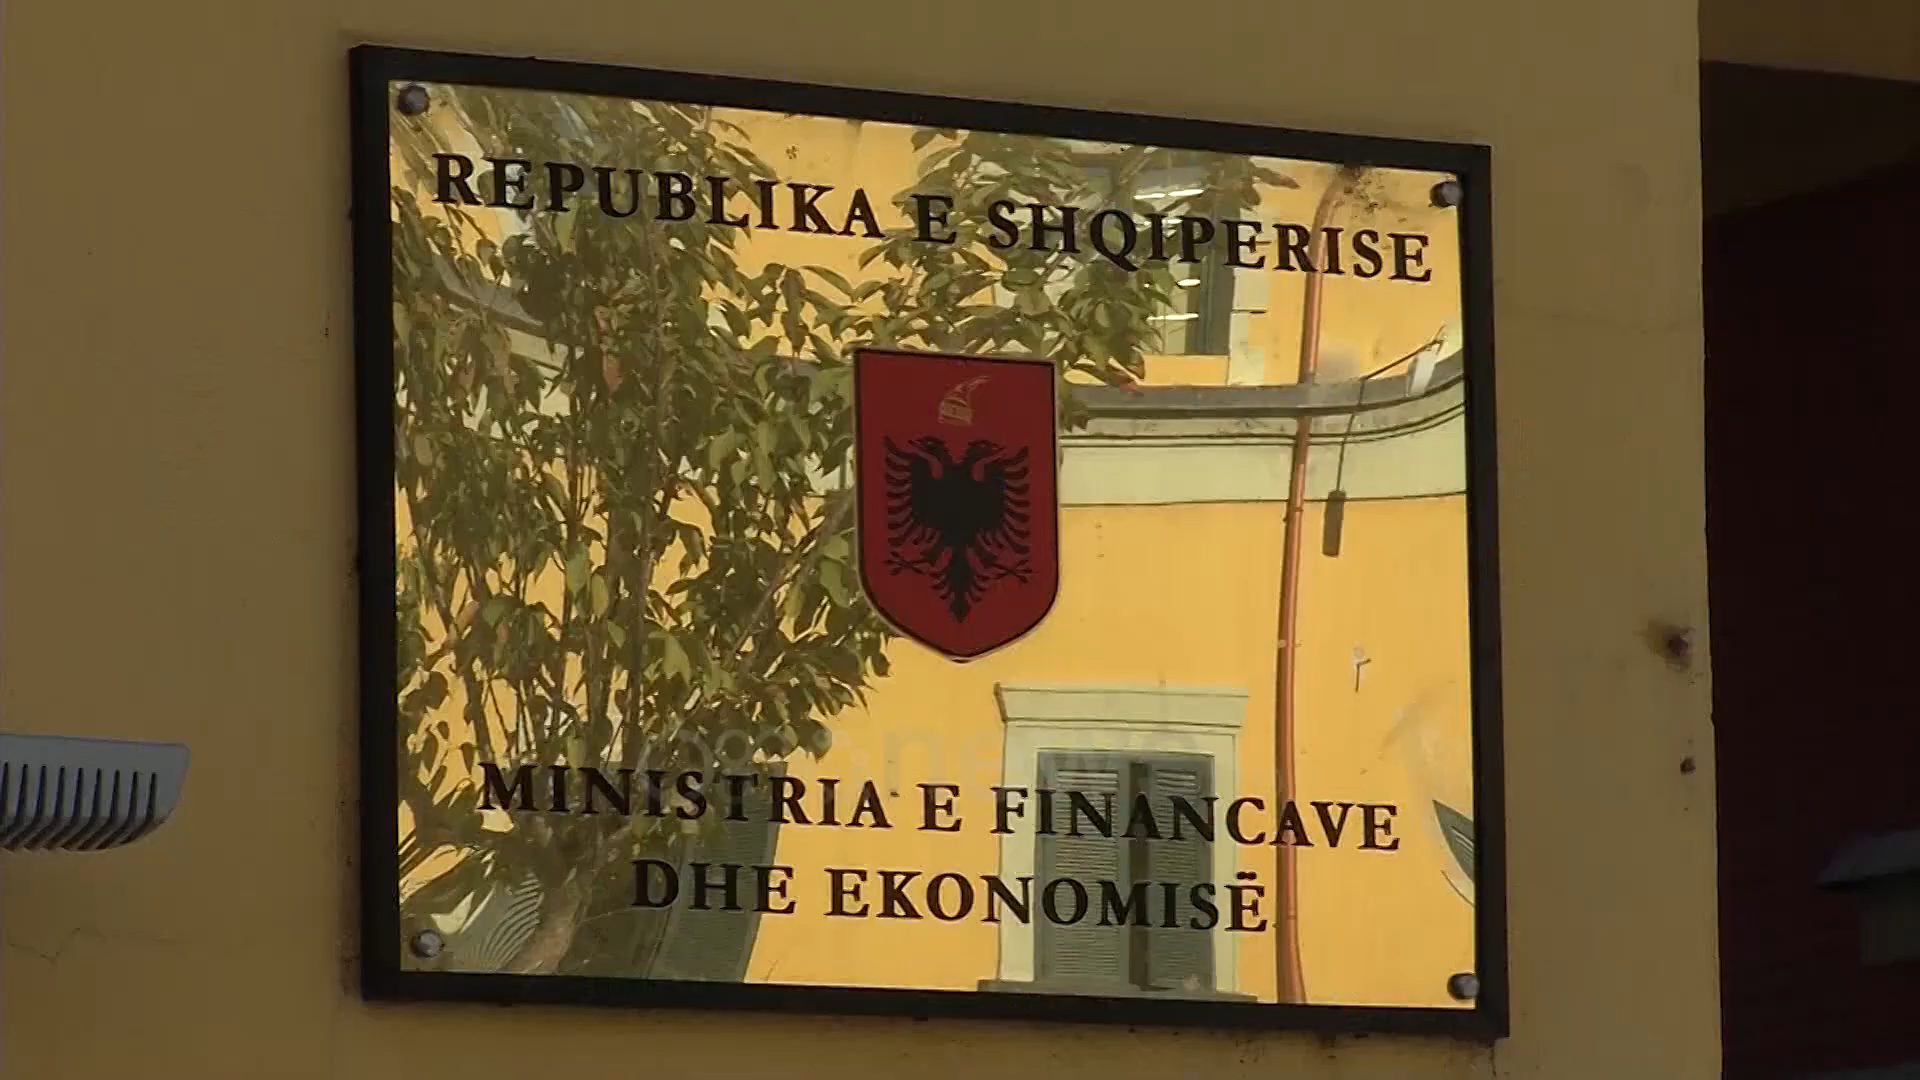 REPUBLIKA E SHQIPERISE
MINISTRIA E FINANCAVE
DHE EKONOMISË